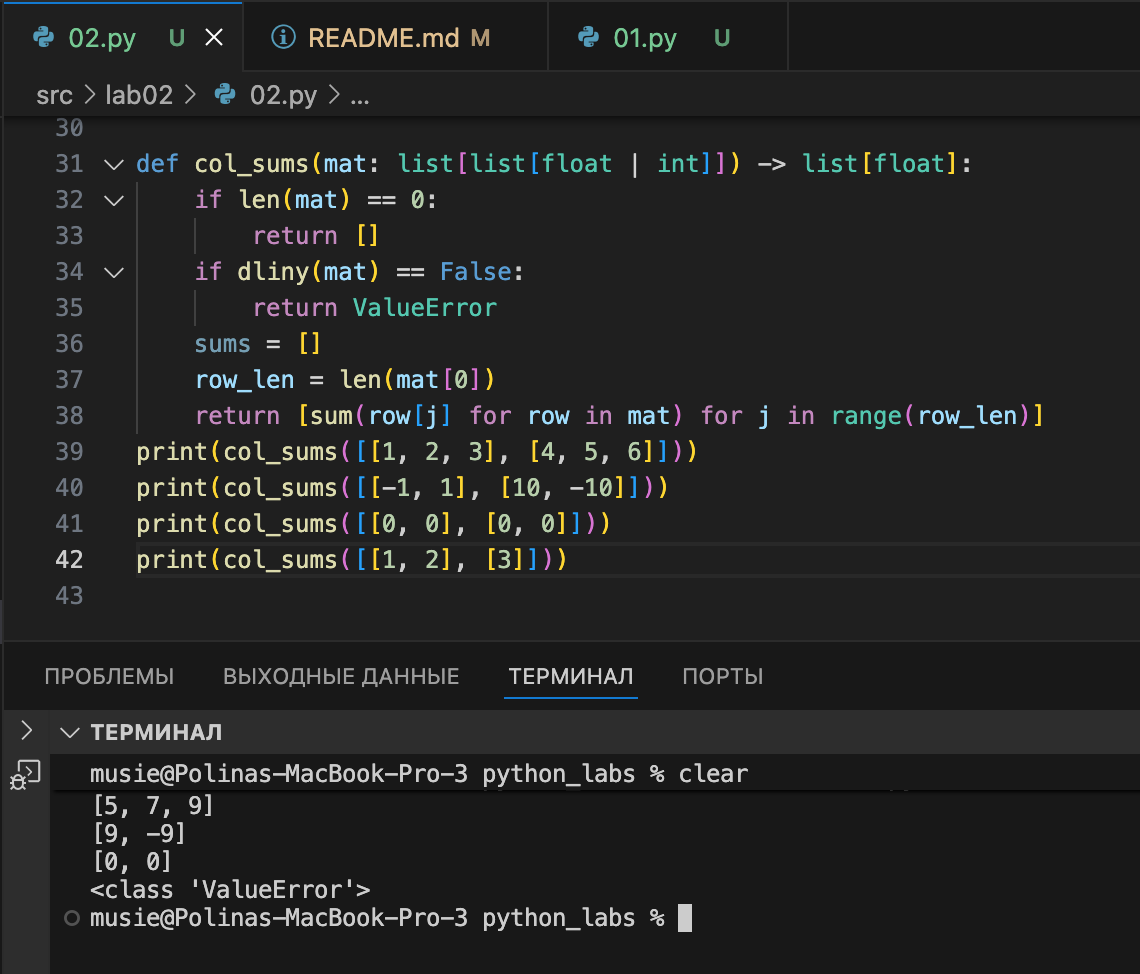 02.py U README.md M 01.py U
src > lab02 > 02.py > ...
30
31 def col_sums(mat: list[list[float | int]]) -> list[float]:
32     if len(mat) == 0:
33         return []
34     if dliny(mat) == False:
35         return ValueError
36     sums = []
37     row_len = len(mat[0])
38     return [sum(row[j] for row in mat) for j in range(row_len)]
39 print(col_sums([[1, 2, 3], [4, 5, 6]]))
40 print(col_sums([[-1, 1], [10, -10]]))
41 print(col_sums([[0, 0], [0, 0]]))
42 print(col_sums([[1, 2], [3]]))
43
ПРОБЛЕМЫ ВЫХОДНЫЕ ДАННЫЕ ТЕРМИНАЛ ПОРТЫ
ТЕРМИНАЛ
musie@Polinas-MacBook-Pro-3 python_labs % clear
[5, 7, 9]
[9, -9]
[0, 0]
<class 'ValueError'>
musie@Polinas-MacBook-Pro-3 python_labs %